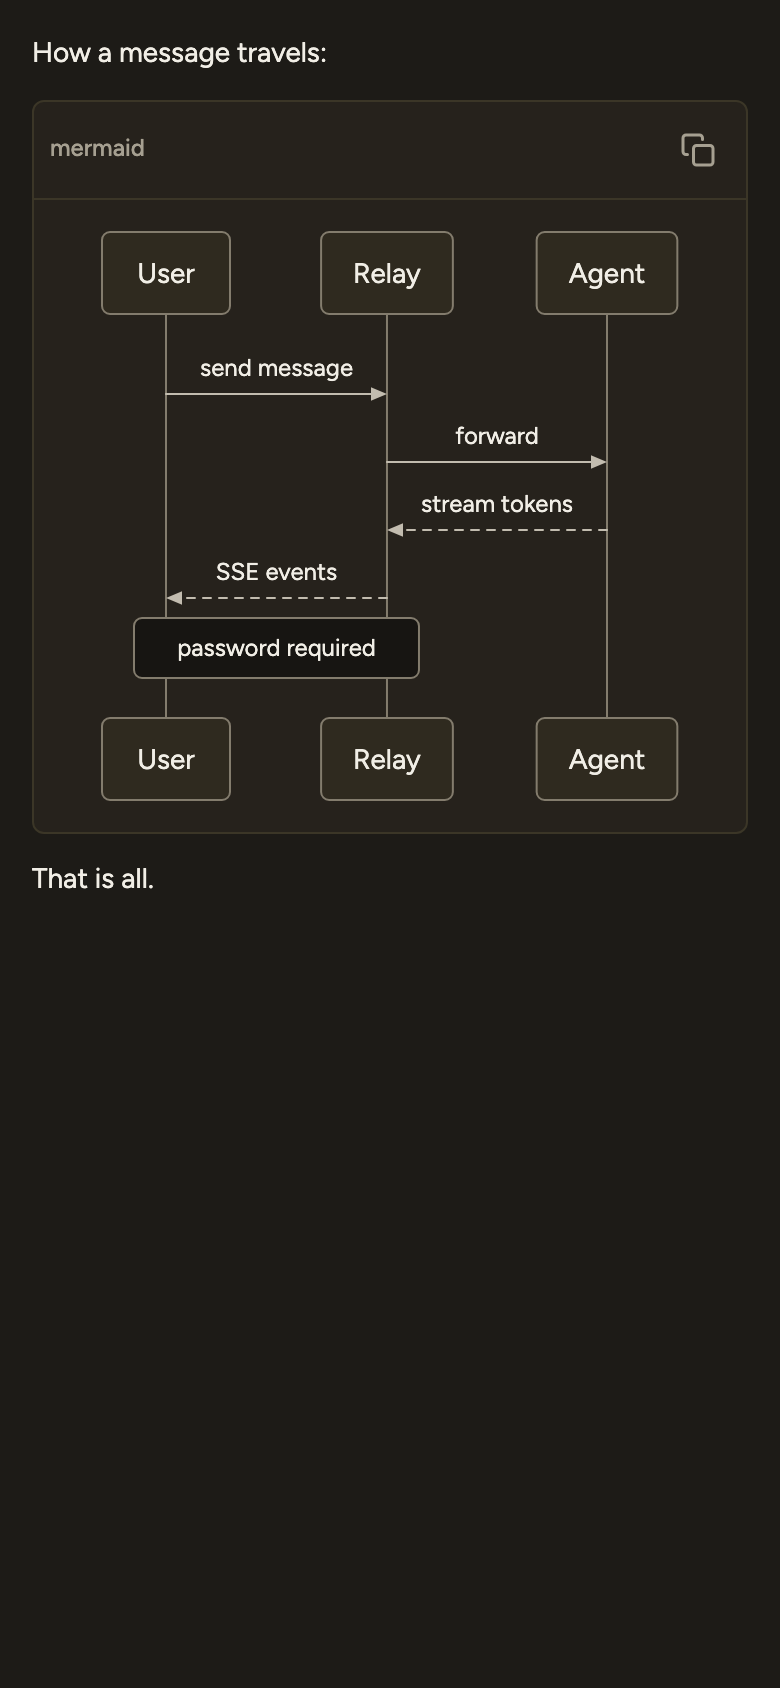 How a message travels:
mermaid
User
Relay
Agent
send message
forward
stream tokens
SSE events
password required
User
Relay
Agent
That is all.